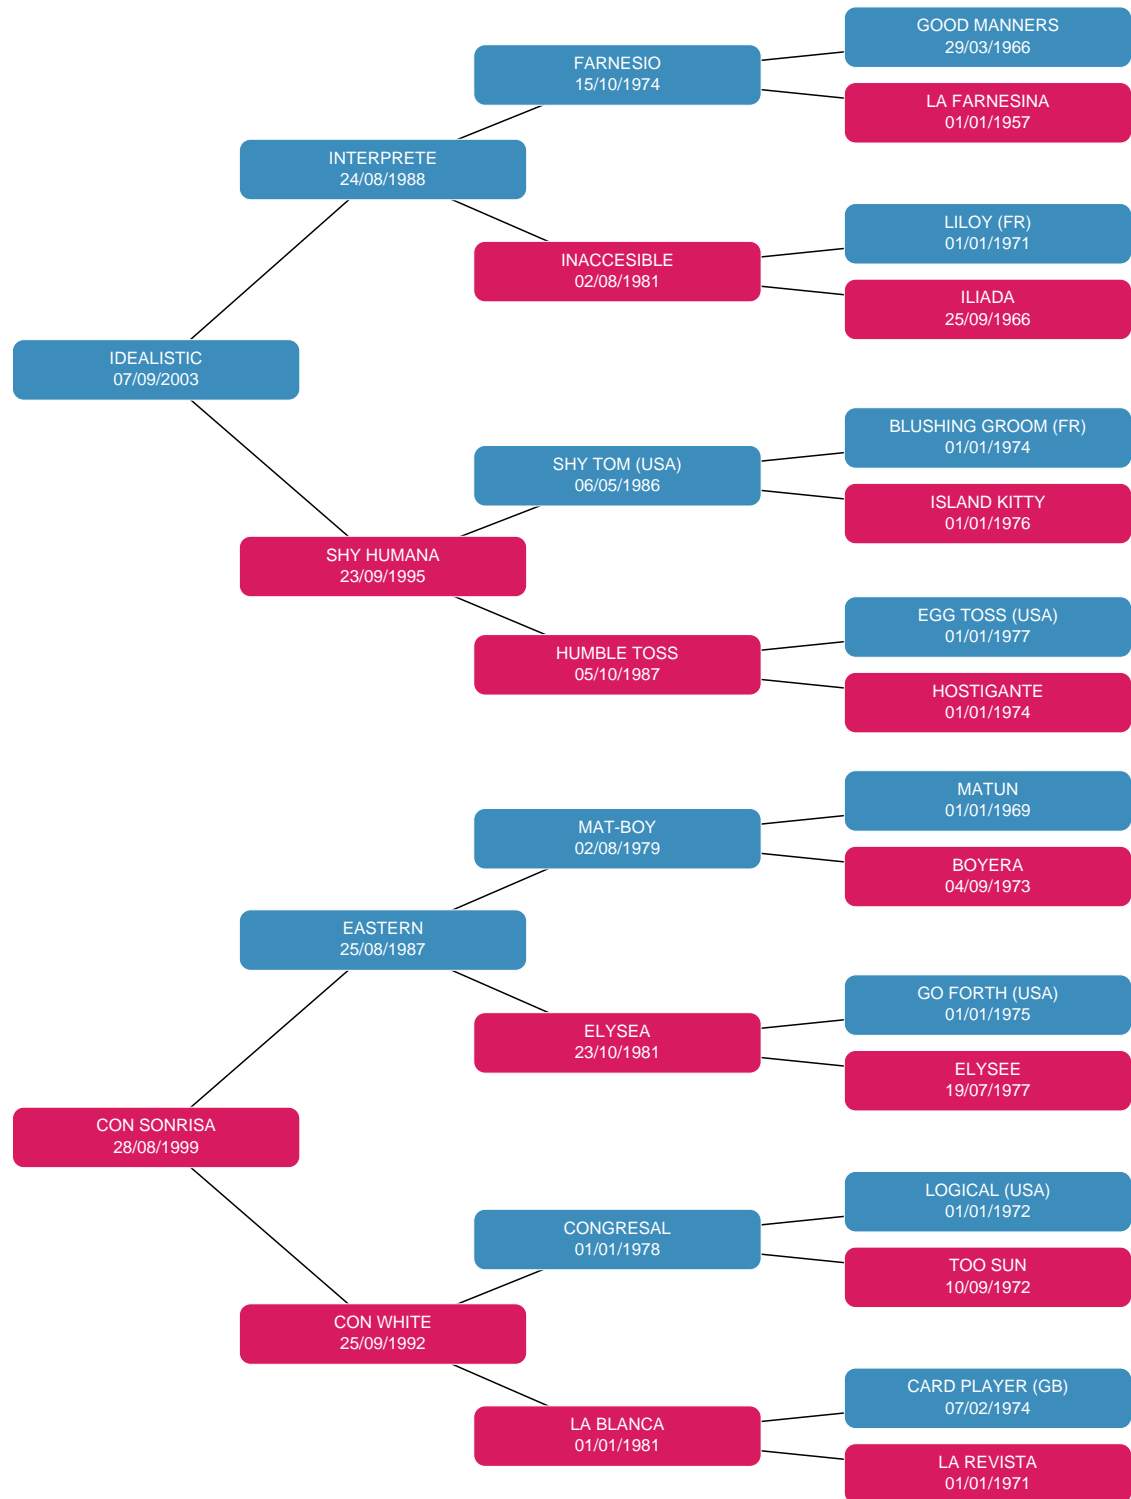 GOOD MANNERS
29/03/1966
FARNESIO
15/10/1974
LA FARNESINA
01/01/1957
INTERPRETE
24/08/1988
LILOY (FR)
01/01/1971
INACCESIBLE
02/08/1981
ILIADA
25/09/1966
IDEALISTIC
07/09/2003
BLUSHING GROOM (FR)
01/01/1974
SHY TOM (USA)
06/05/1986
ISLAND KITTY
01/01/1976
SHY HUMANA
23/09/1995
EGG TOSS (USA)
01/01/1977
HUMBLE TOSS
05/10/1987
HOSTIGANTE
01/01/1974
MATUN
01/01/1969
MAT-BOY
02/08/1979
BOYERA
04/09/1973
EASTERN
25/08/1987
GO FORTH (USA)
01/01/1975
ELYSEA
23/10/1981
ELYSEE
19/07/1977
CON SONRISA
28/08/1999
LOGICAL (USA)
01/01/1972
CONGRESAL
01/01/1978
TOO SUN
10/09/1972
CON WHITE
25/09/1992
CARD PLAYER (GB)
07/02/1974
LA BLANCA
01/01/1981
LA REVISTA
01/01/1971